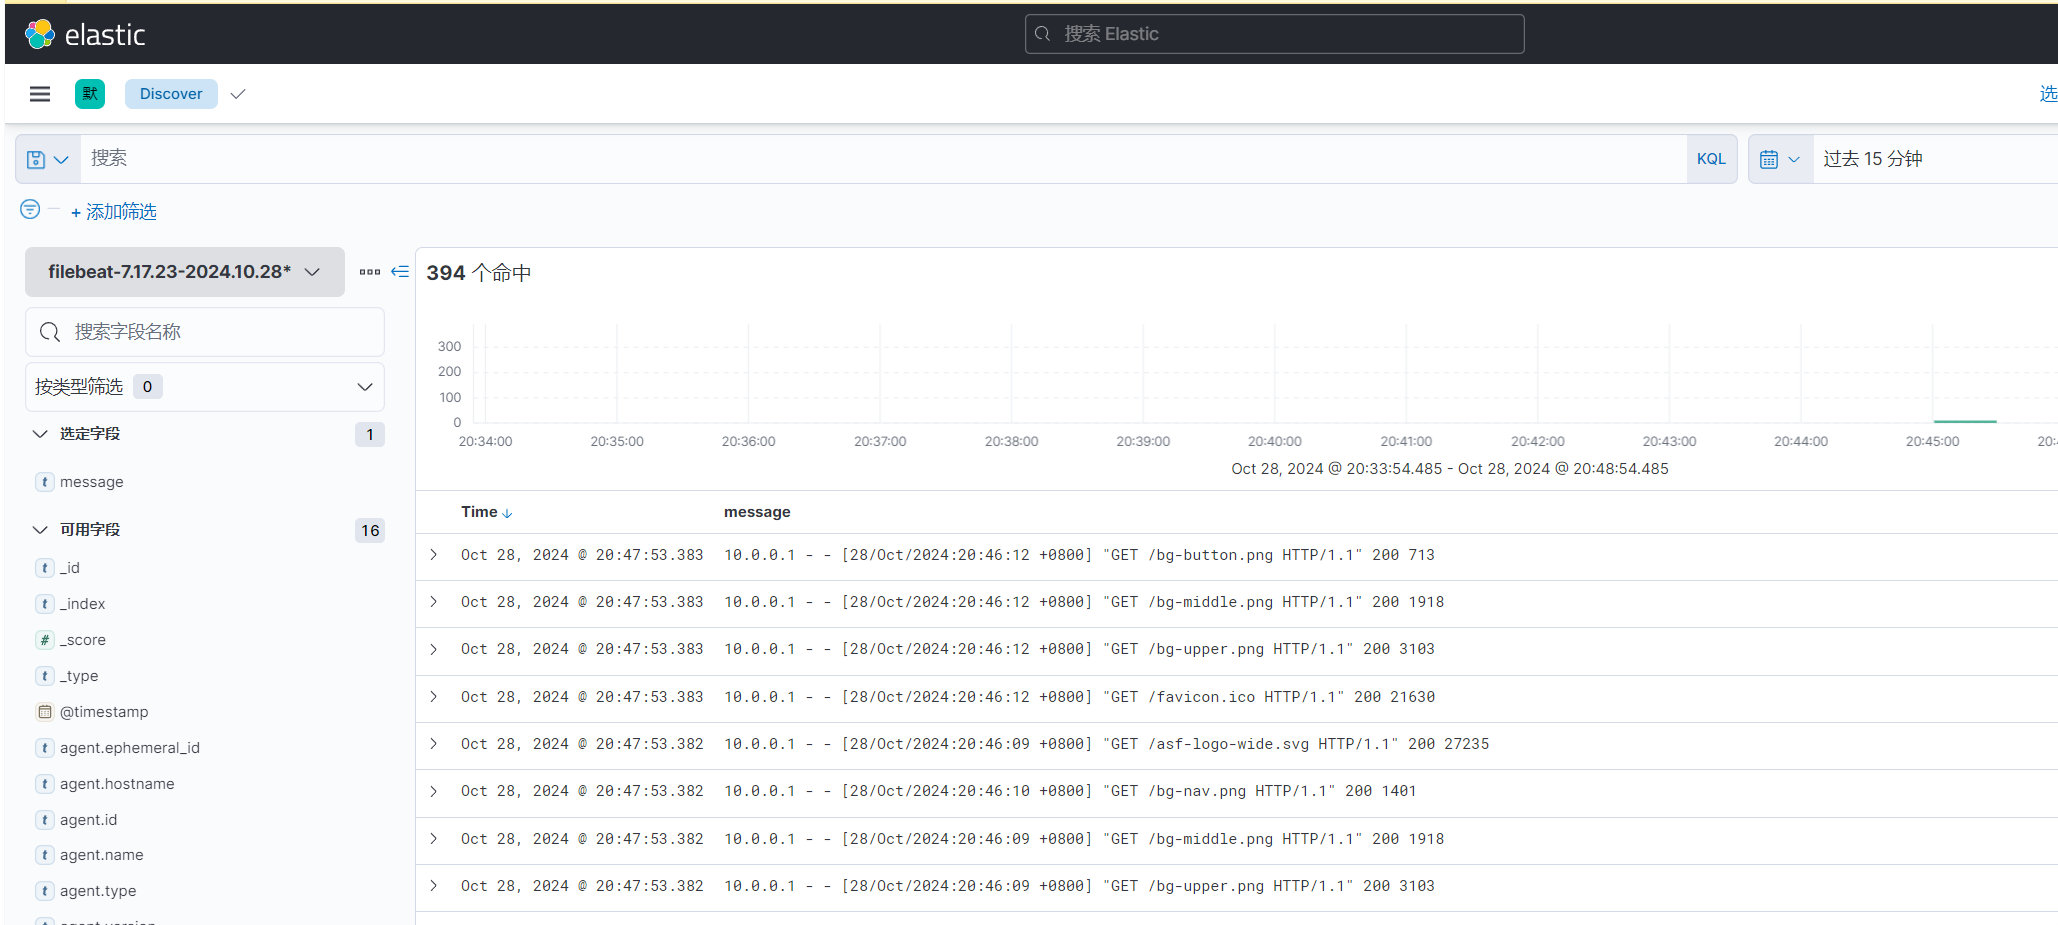 elastic
搜索 Elastic
默
Discover
选
搜索
KQL
过去 15 分钟
+ 添加筛选
filebeat-7.17.23-2024.10.28*
394 个命中
搜索字段名称
按类型筛选 0
选定字段 1
t message
可用字段 16
t _id
t _index
# _score
t _type
@timestamp
t agent.ephemeral_id
t agent.hostname
t agent.id
t agent.name
t agent.type
t agent.version
300
200
100
0
20:34:00 20:35:00 20:36:00 20:37:00 20:38:00 20:39:00 20:40:00 20:41:00 20:42:00 20:43:00 20:44:00 20:45:00
Oct 28, 2024 @ 20:33:54.485 - Oct 28, 2024 @ 20:48:54.485
Time message
Oct 28, 2024 @ 20:47:53.383 10.0.0.1 - - [28/Oct/2024:20:46:12 +0800] "GET /bg-button.png HTTP/1.1" 200 713
Oct 28, 2024 @ 20:47:53.383 10.0.0.1 - - [28/Oct/2024:20:46:12 +0800] "GET /bg-middle.png HTTP/1.1" 200 1918
Oct 28, 2024 @ 20:47:53.383 10.0.0.1 - - [28/Oct/2024:20:46:12 +0800] "GET /bg-upper.png HTTP/1.1" 200 3103
Oct 28, 2024 @ 20:47:53.383 10.0.0.1 - - [28/Oct/2024:20:46:12 +0800] "GET /favicon.ico HTTP/1.1" 200 21630
Oct 28, 2024 @ 20:47:53.382 10.0.0.1 - - [28/Oct/2024:20:46:09 +0800] "GET /asf-logo-wide.svg HTTP/1.1" 200 27235
Oct 28, 2024 @ 20:47:53.382 10.0.0.1 - - [28/Oct/2024:20:46:10 +0800] "GET /bg-nav.png HTTP/1.1" 200 1401
Oct 28, 2024 @ 20:47:53.382 10.0.0.1 - - [28/Oct/2024:20:46:09 +0800] "GET /bg-middle.png HTTP/1.1" 200 1918
Oct 28, 2024 @ 20:47:53.382 10.0.0.1 - - [28/Oct/2024:20:46:09 +0800] "GET /bg-upper.png HTTP/1.1" 200 3103